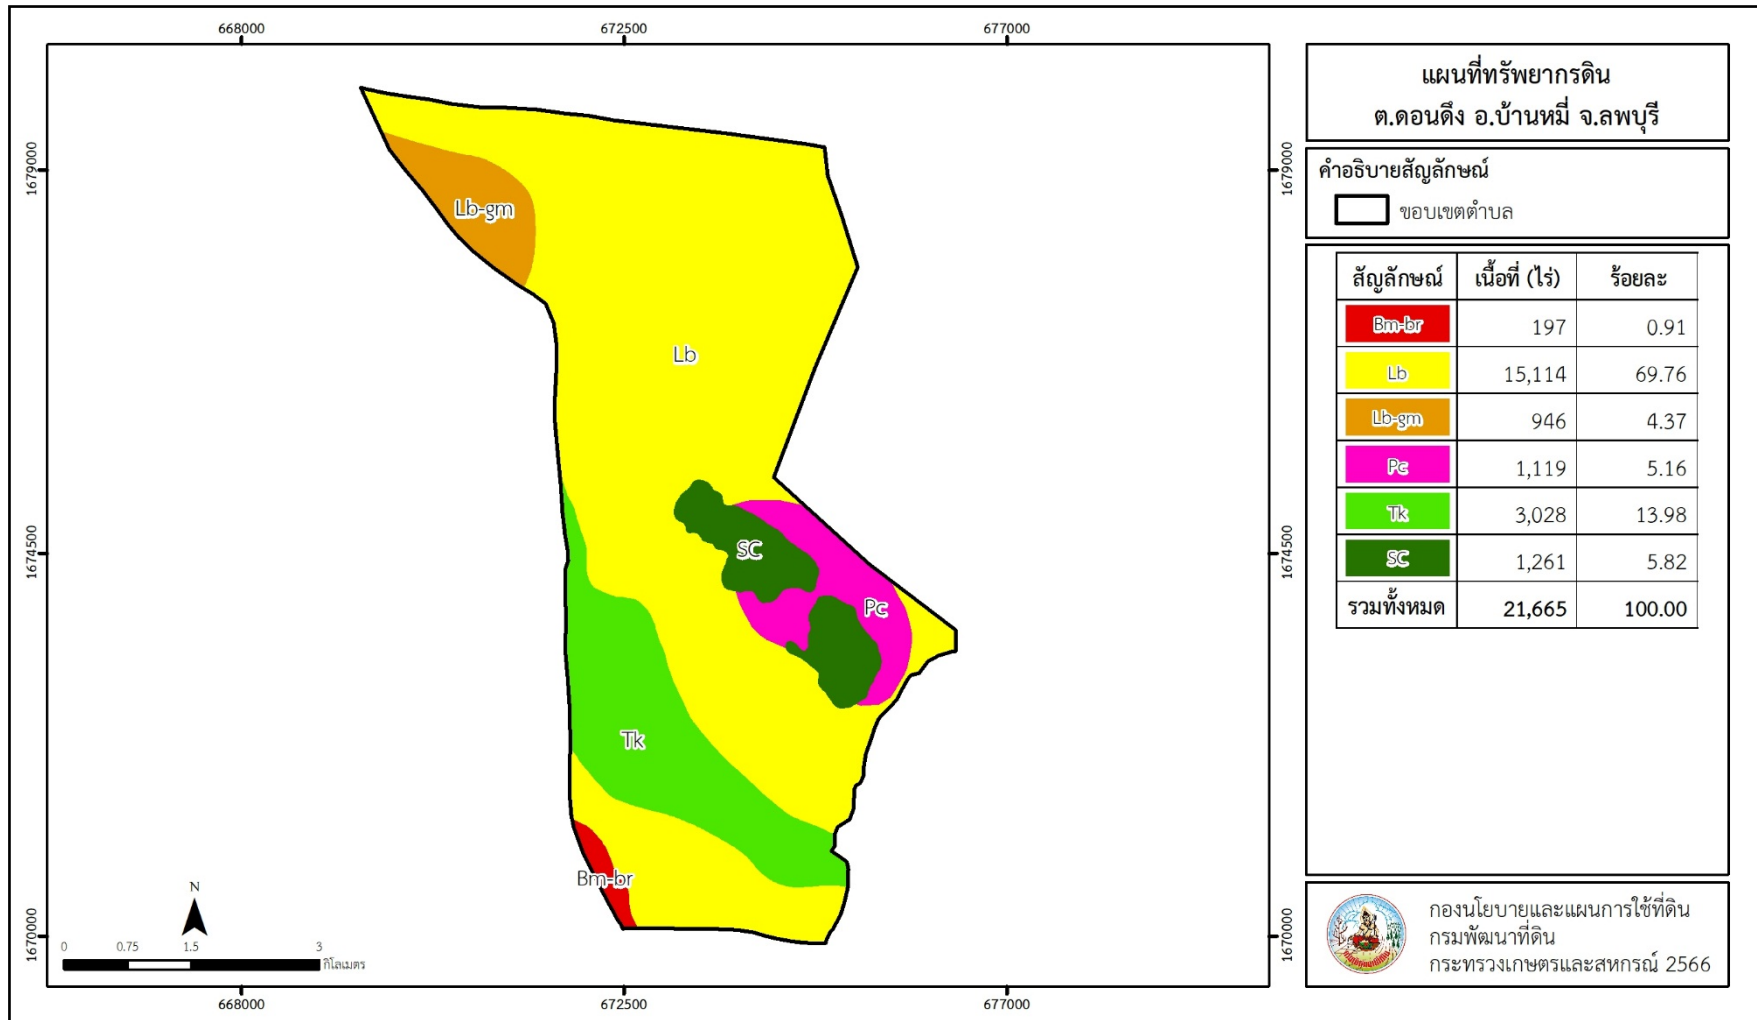 668000 672500 677000
1679000 1679000
1674500 1674500
1670000 1670000
Lb-gm
Lb
SC
Pc
Tk
Bm-br
N
0 0.75 1.5 3
กิโลเมตร
668000 672500 677000
แผนที่ทรัพยากรดิน
ต.ดอนดึง อ.บ้านหมี่ จ.ลพบุรี
คำอธิบายสัญลักษณ์
ขอบเขตตำบล
สัญลักษณ์ เนื้อที่ (ไร่) ร้อยละ
Bm-br 197 0.91
Lb 15,114 69.76
Lb-gm 946 4.37
Pc 1,119 5.16
Tk 3,028 13.98
SC 1,261 5.82
รวมทั้งหมด 21,665 100.00
กองนโยบายและแผนการใช้ที่ดิน
กรมพัฒนาที่ดิน
กระทรวงเกษตรและสหกรณ์ 2566